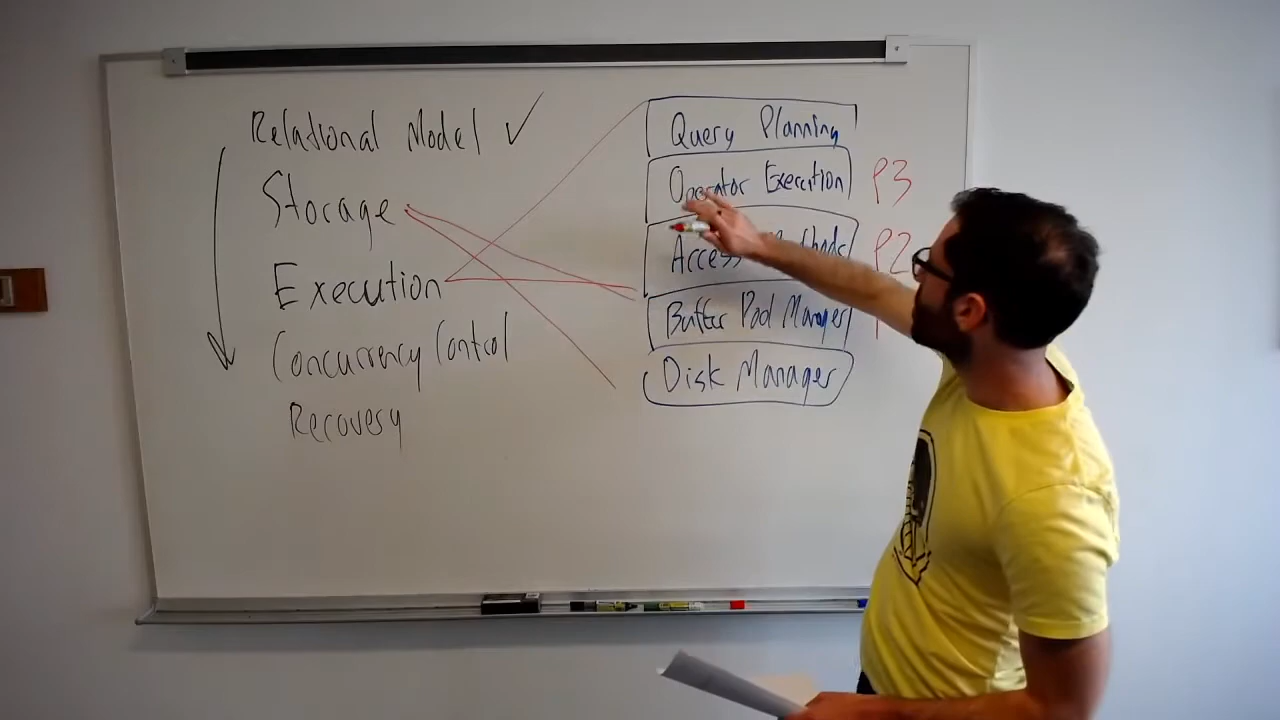 Relational Model ✓
Storage
Execution
Concurrency Control
Recovery
Query Planning
Operator Execution P3
Access Methods P2
Buffer Pool Manager
Disk Manager